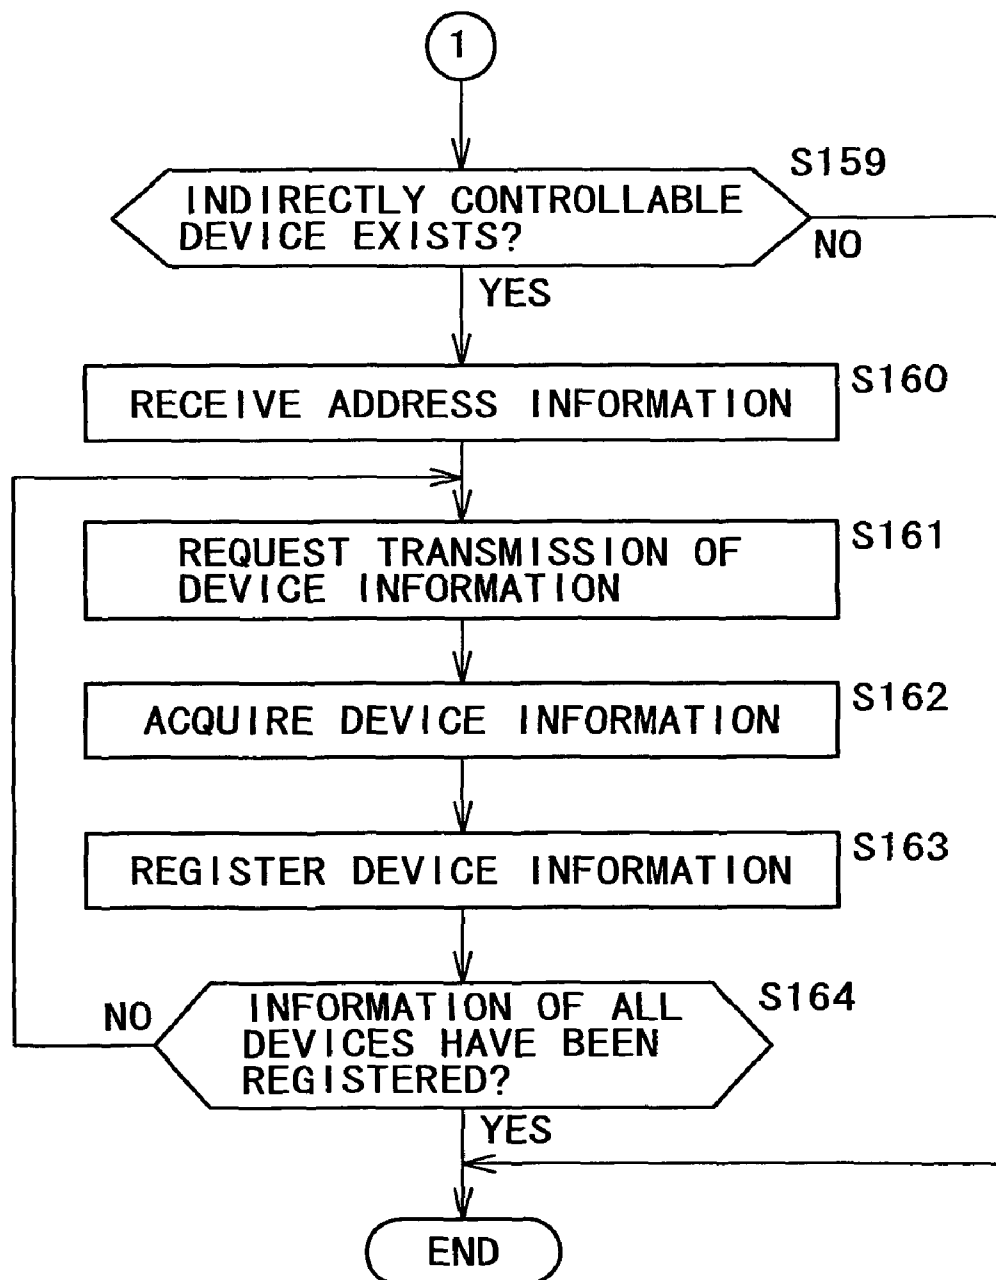 1
S159
INDIRECTLY CONTROLLABLE
DEVICE EXISTS?
NO
YES
S160
RECEIVE ADDRESS INFORMATION
S161
REQUEST TRANSMISSION OF
DEVICE INFORMATION
S162
ACQUIRE DEVICE INFORMATION
S163
REGISTER DEVICE INFORMATION
S164
NO
INFORMATION OF ALL
DEVICES HAVE BEEN
REGISTERED?
YES
END